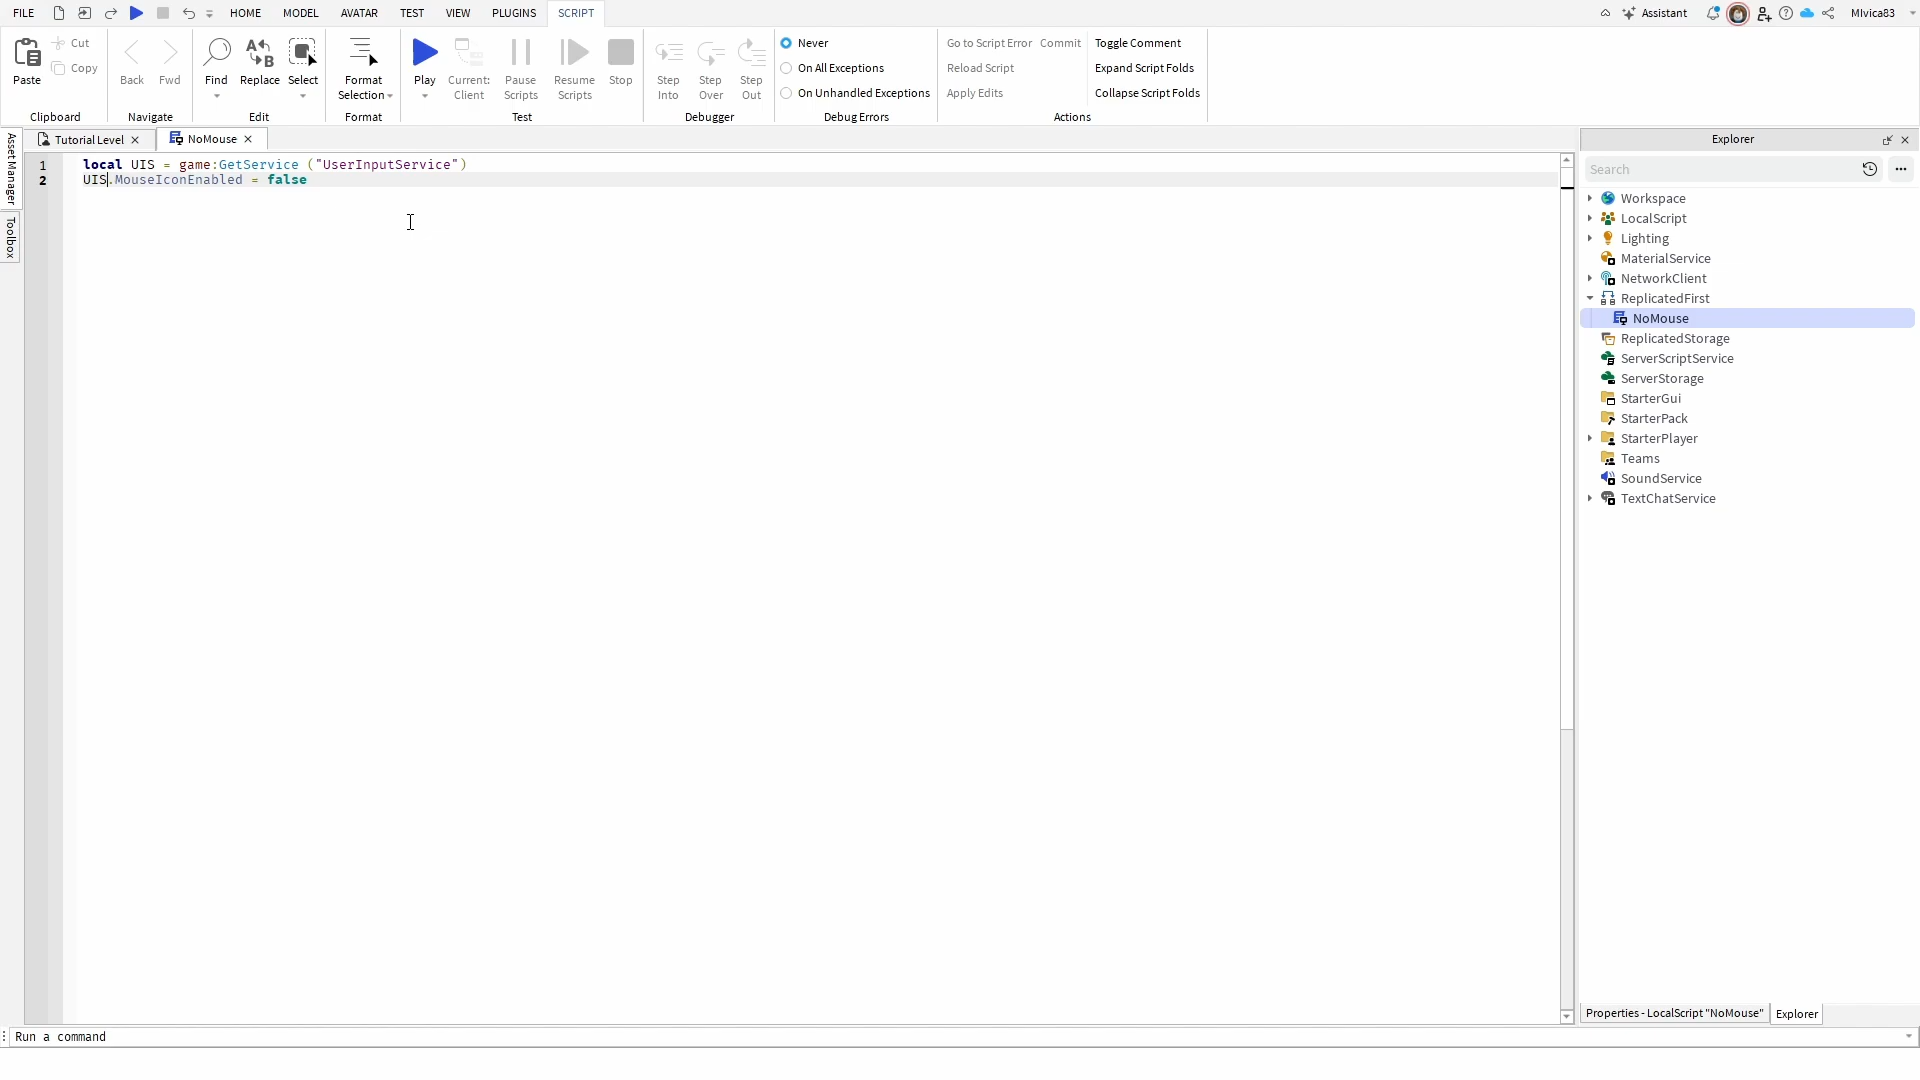 FILE HOME MODEL AVATAR TEST VIEW PLUGINS SCRIPT Assistant MIvica83
Paste Cut Copy
Clipboard
Back Fwd
Navigate
Find Replace Select
Edit
Format Selection
Format
Play Current: Client Pause Scripts Resume Scripts Stop
Test
Step Into Step Over Step Out
Debugger
Never
On All Exceptions
On Unhandled Exceptions
Debug Errors
Go to Script Error Commit Toggle Comment
Reload Script Expand Script Folds
Apply Edits Collapse Script Folds
Actions
Asset Manager
Toolbox
Tutorial Level NoMouse
1 local UIS = game:GetService ("UserInputService")
2 UIS.MouseIconEnabled = false
Explorer
Search
Workspace
LocalScript
Lighting
MaterialService
NetworkClient
ReplicatedFirst
NoMouse
ReplicatedStorage
ServerScriptService
ServerStorage
StarterGui
StarterPack
StarterPlayer
Teams
SoundService
TextChatService
Properties - LocalScript "NoMouse" Explorer
Run a command